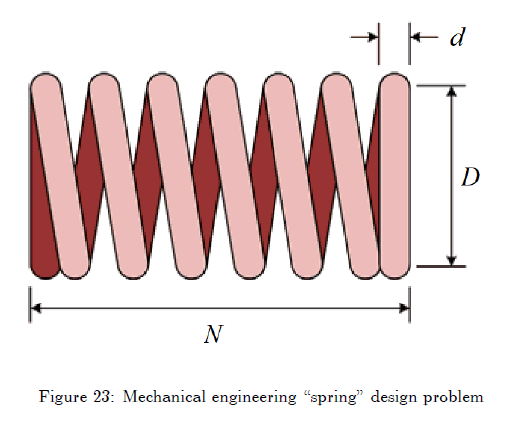 d
D
N
Figure 23: Mechanical engineering “spring” design problem